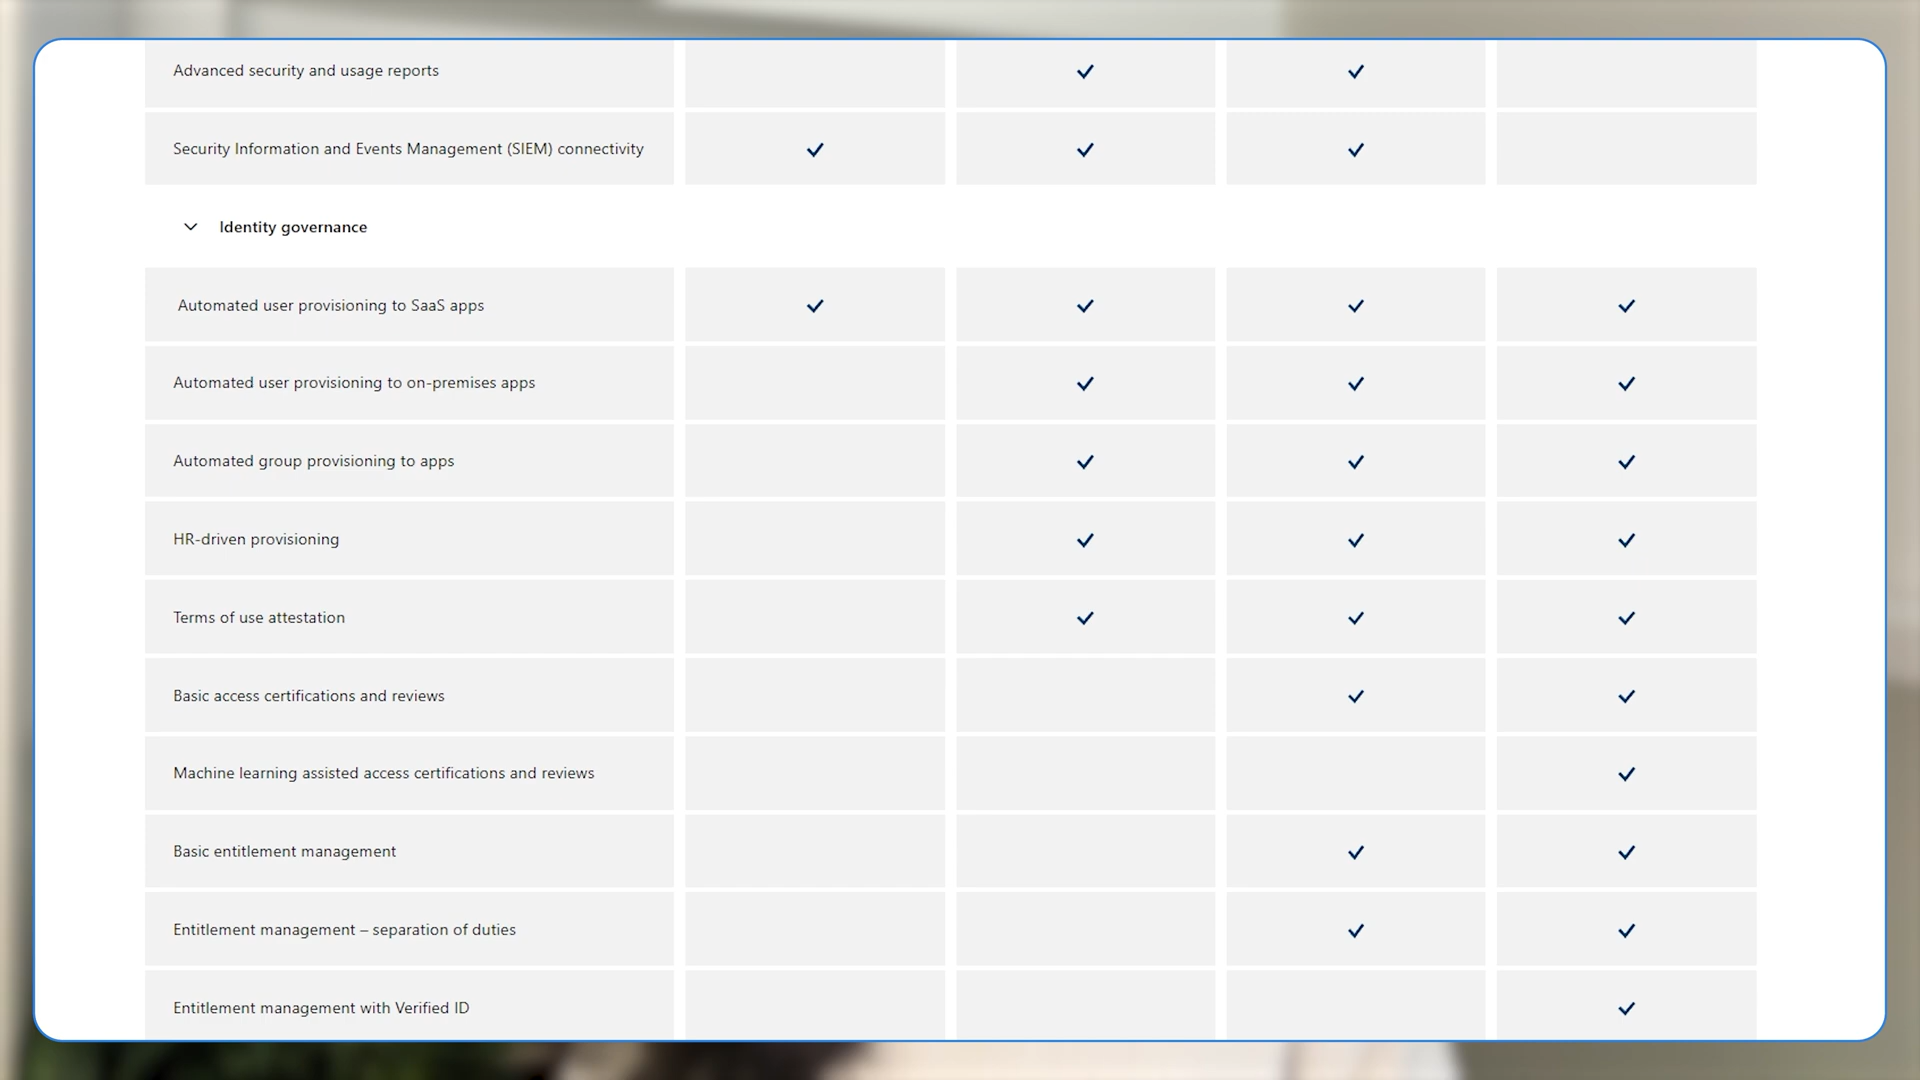 Advanced security and usage reports
Security Information and Events Management (SIEM) connectivity
Identity governance
Automated user provisioning to SaaS apps
Automated user provisioning to on-premises apps
Automated group provisioning to apps
HR-driven provisioning
Terms of use attestation
Basic access certifications and reviews
Machine learning assisted access certifications and reviews
Basic entitlement management
Entitlement management – separation of duties
Entitlement management with Verified ID